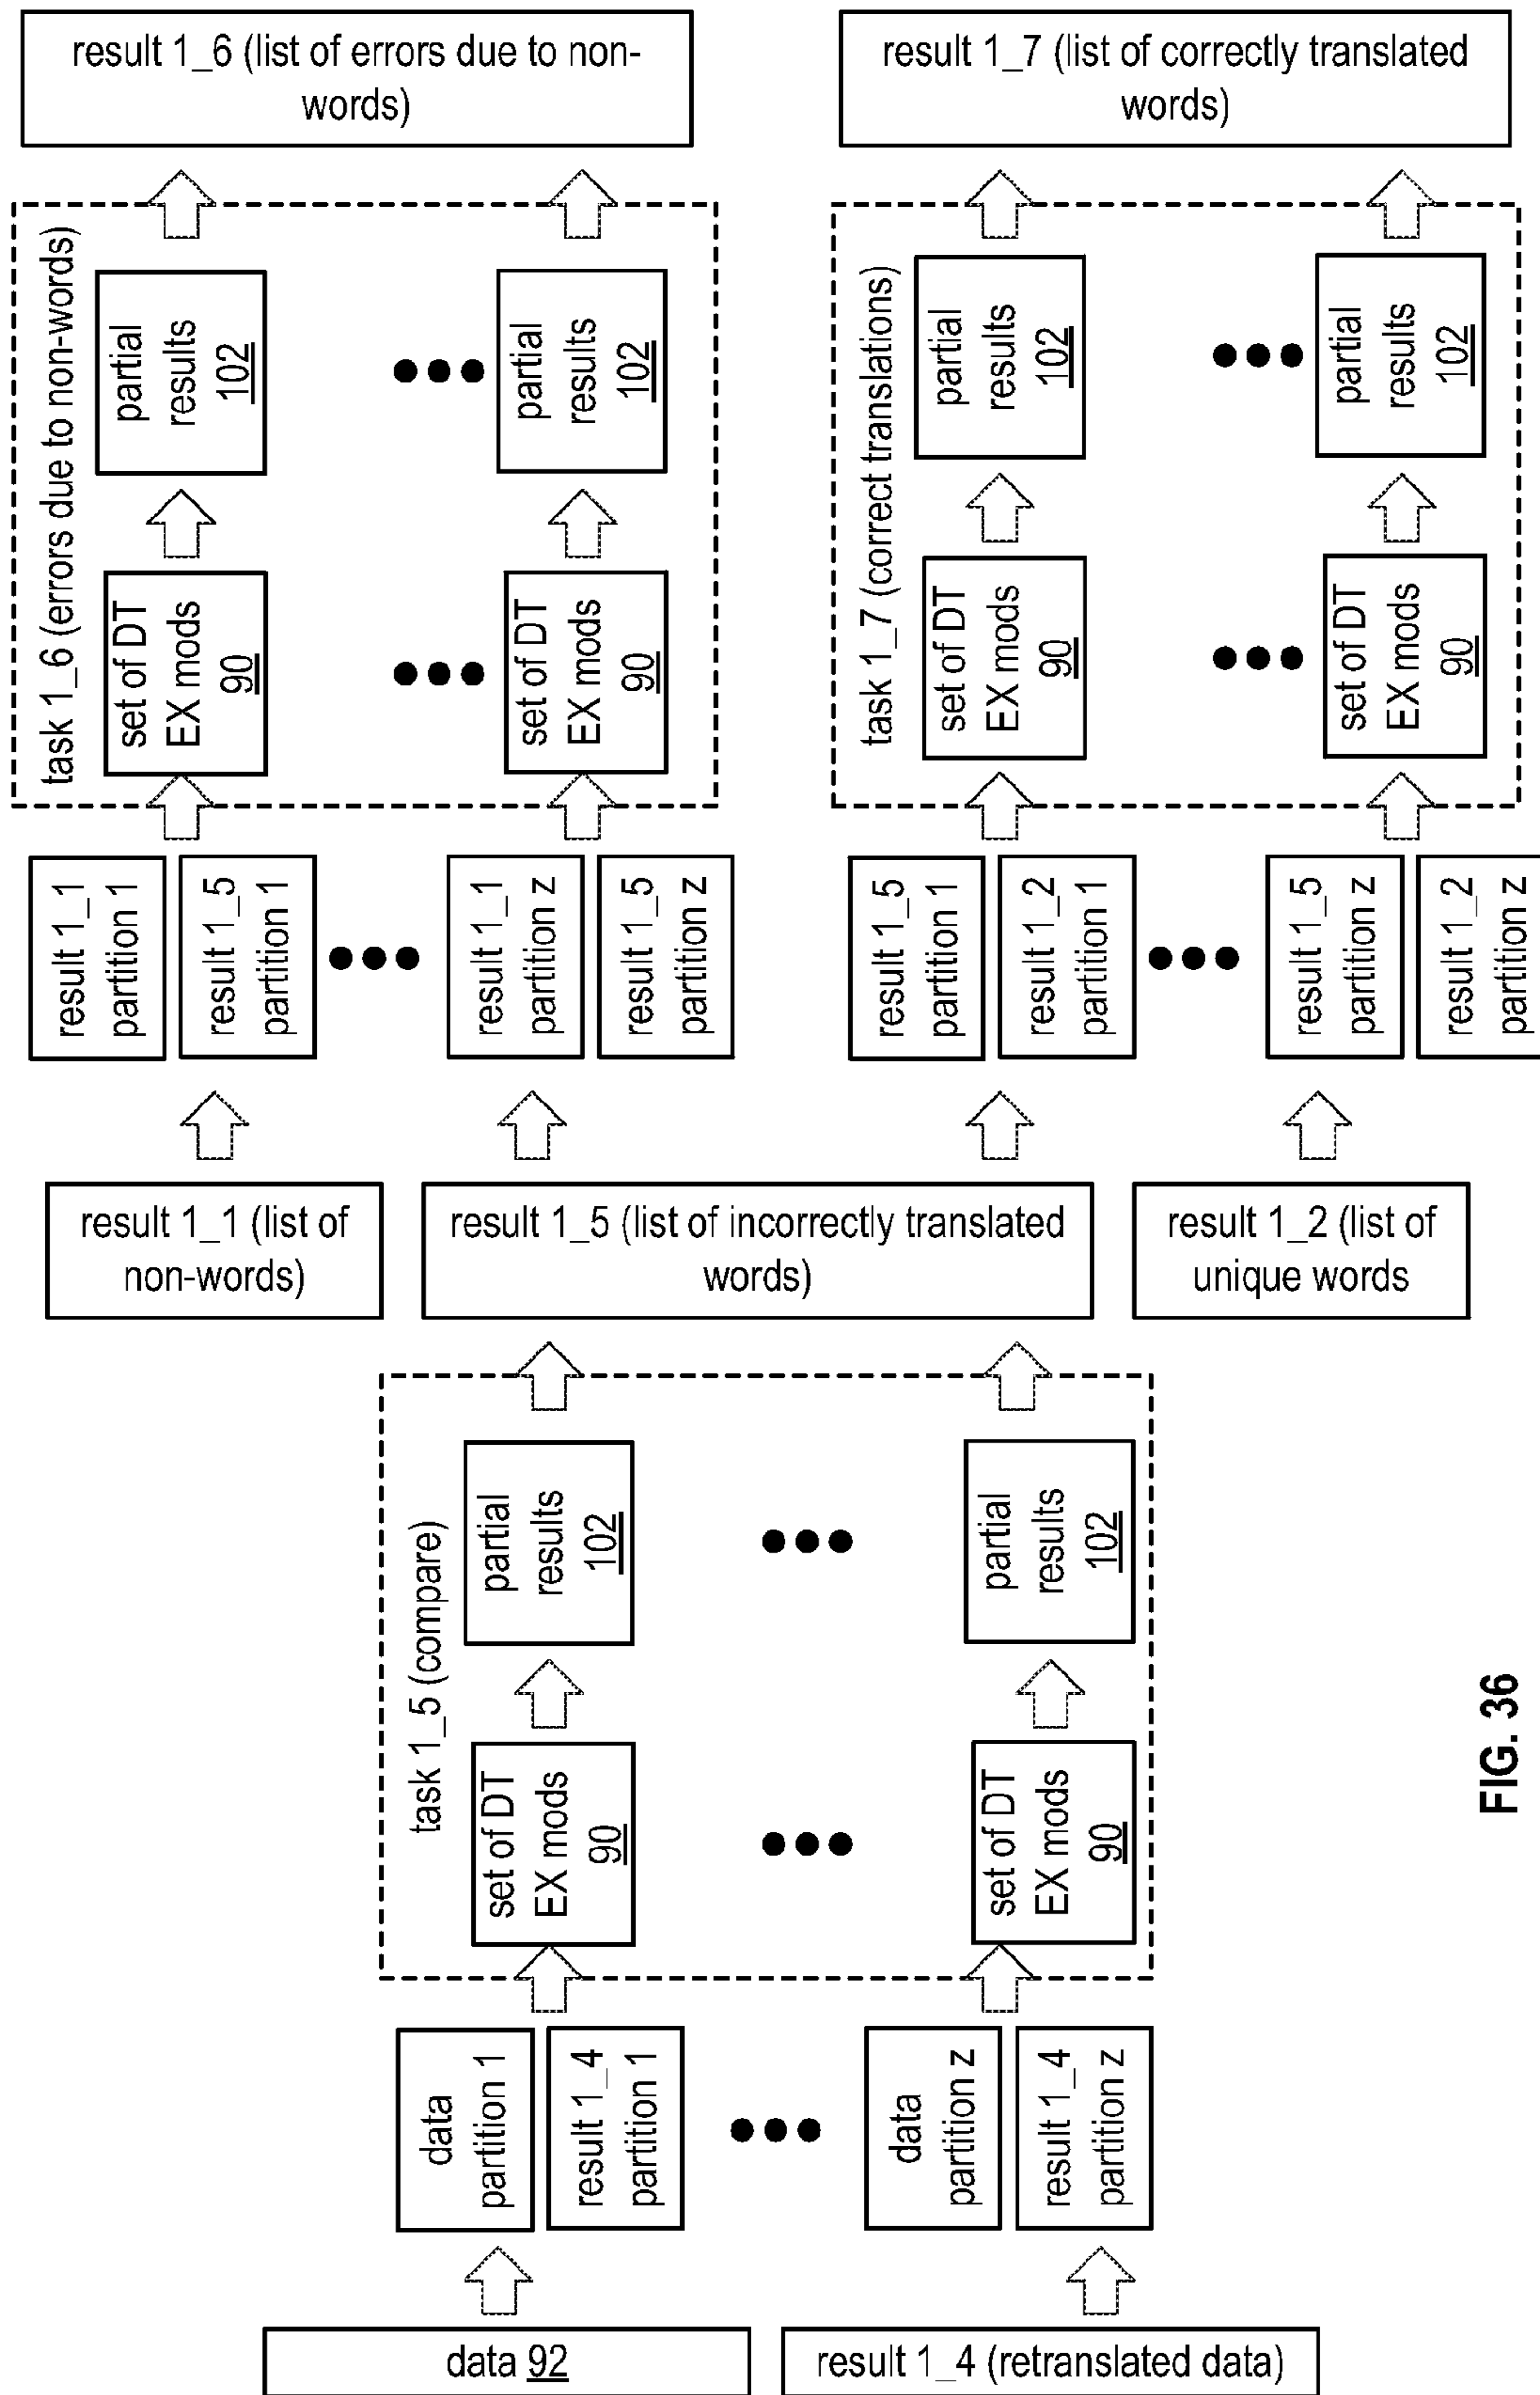 data 92
result 1_4 (retranslated data)
data
partition 1
result 1_4
partition 1
data
partition z
result 1_4
partition z
task 1_5 (compare)
set of DT
EX mods
90
partial
results
102
set of DT
EX mods
90
partial
results
102
result 1_1 (list of
non-words)
result 1_5 (list of incorrectly translated
words)
result 1_2 (list of
unique words
result 1_1
partition 1
result 1_5
partition 1
result 1_1
partition z
result 1_5
partition z
task 1_6 (errors due to non-words)
set of DT
EX mods
90
partial
results
102
set of DT
EX mods
90
partial
results
102
result 1_6 (list of errors due to non-
words)
result 1_5
partition 1
result 1_2
partition 1
result 1_5
partition z
result 1_2
partition z
task 1_7 (correct translations)
set of DT
EX mods
90
partial
results
102
set of DT
EX mods
90
partial
results
102
result 1_7 (list of correctly translated
words)
FIG. 36